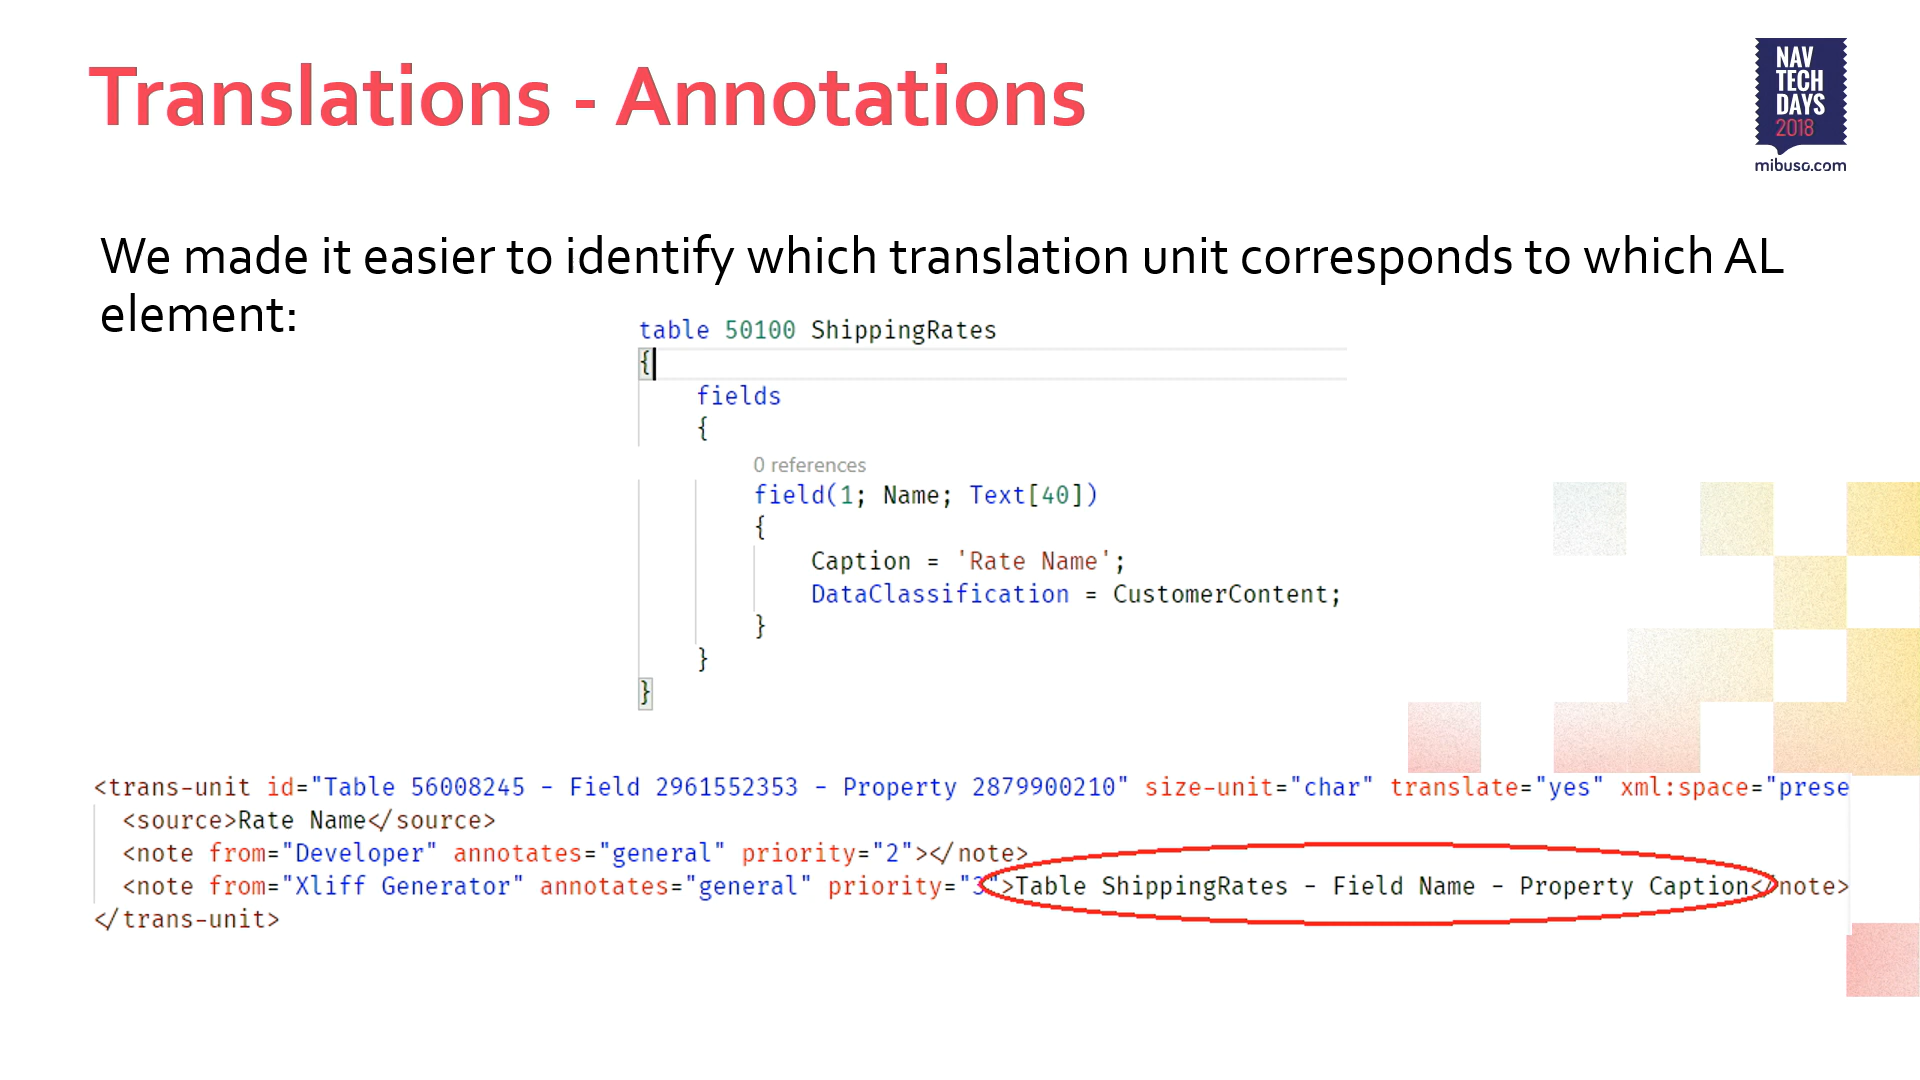 Translations - Annotations
NAV
TECH
DAYS
2018
mibuso.com
We made it easier to identify which translation unit corresponds to which AL
element:
table 50100 ShippingRates
{
fields
{
0 references
field(1; Name; Text[40])
{
Caption = 'Rate Name';
DataClassification = CustomerContent;
}
}
}
<trans-unit id="Table 56008245 - Field 2961552353 - Property 2879900210" size-unit="char" translate="yes" xml:space="prese
<source>Rate Name</source>
<note from="Developer" annotates="general" priority="2"></note>
<note from="Xliff Generator" annotates="general" priority="3">Table ShippingRates - Field Name - Property Caption</note>
</trans-unit>